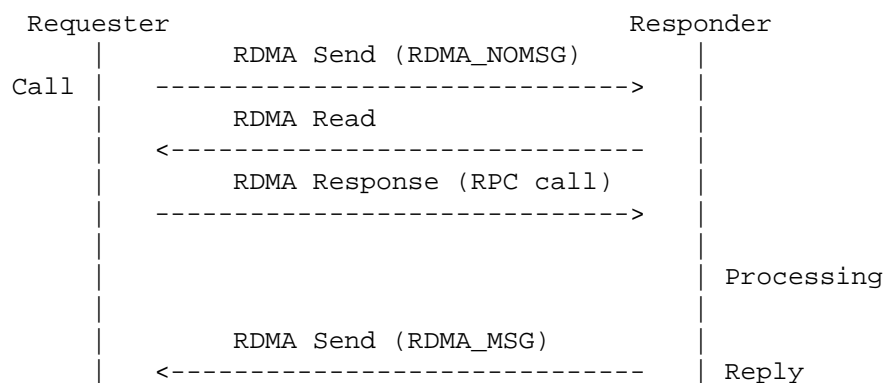 Requester Responder
RDMA Send (RDMA_NOMSG)
Call
RDMA Read
RDMA Response (RPC call)
Processing
RDMA Send (RDMA_MSG)
Reply